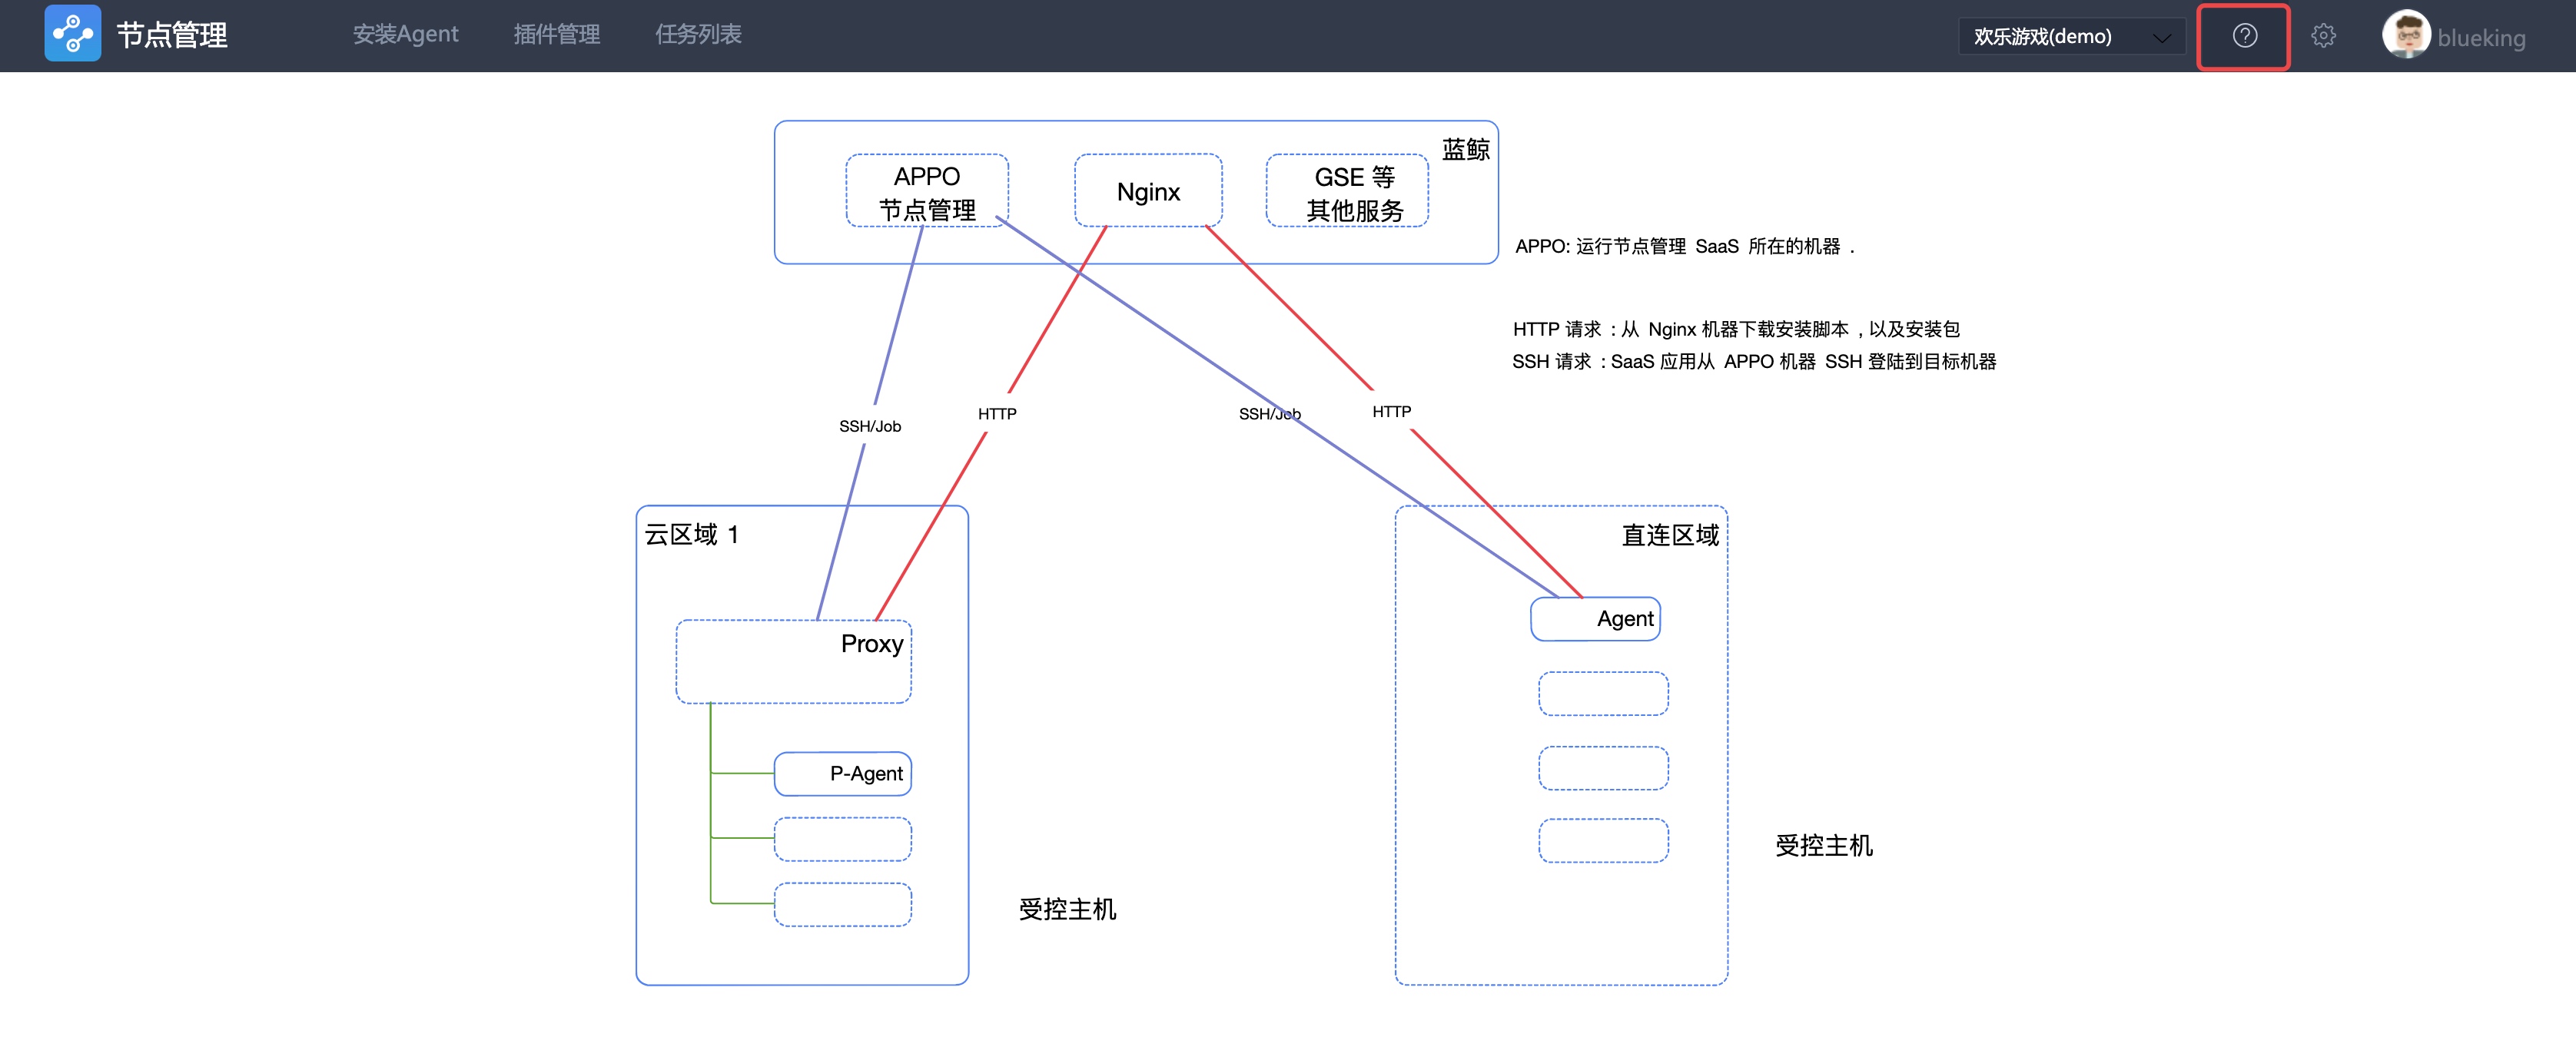 节点管理
安装Agent
插件管理
任务列表
欢乐游戏(demo)
blueking
蓝鲸
APPO
节点管理
Nginx
GSE 等
其他服务
APPO: 运行节点管理 SaaS 所在的机器 .
HTTP 请求 : 从 Nginx 机器下载安装脚本 , 以及安装包
SSH 请求 : SaaS 应用从 APPO 机器 SSH 登陆到目标机器
SSH/Job
HTTP
SSH/Job
HTTP
云区域 1
Proxy
P-Agent
受控主机
直连区域
Agent
受控主机